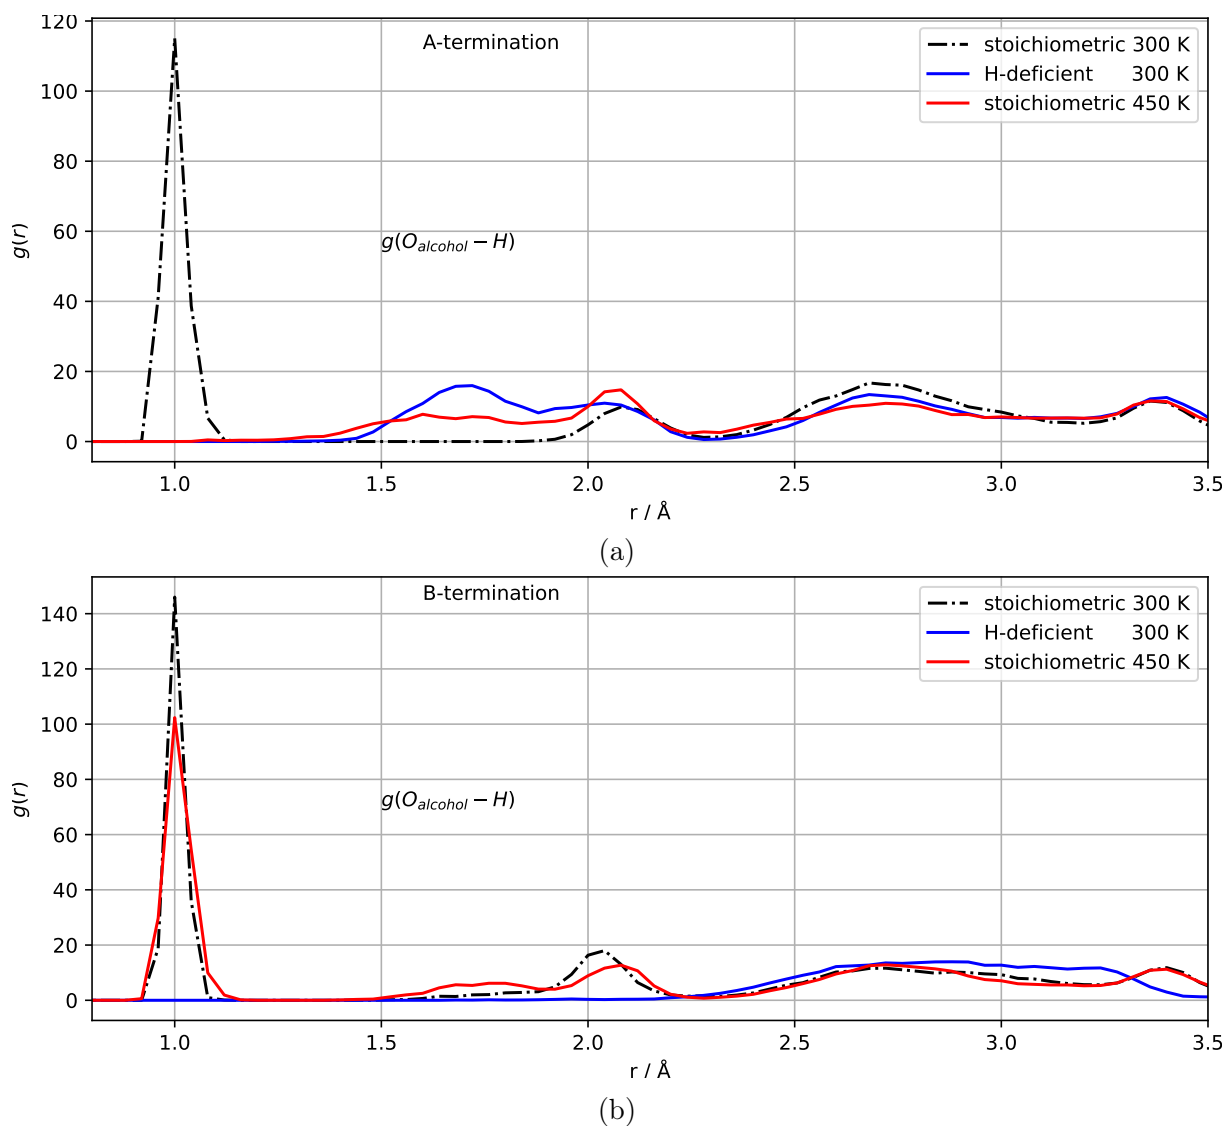 A-termination
stoichiometric 300 K
H-deficient 300 K
stoichiometric 450 K
g(O_alcohol − H)
g(r)
120
100
80
60
40
20
0
1.0 1.5 2.0 2.5 3.0 3.5
r / Å
(a)
B-termination
stoichiometric 300 K
H-deficient 300 K
stoichiometric 450 K
g(O_alcohol − H)
g(r)
140
120
100
80
60
40
20
0
1.0 1.5 2.0 2.5 3.0 3.5
r / Å
(b)